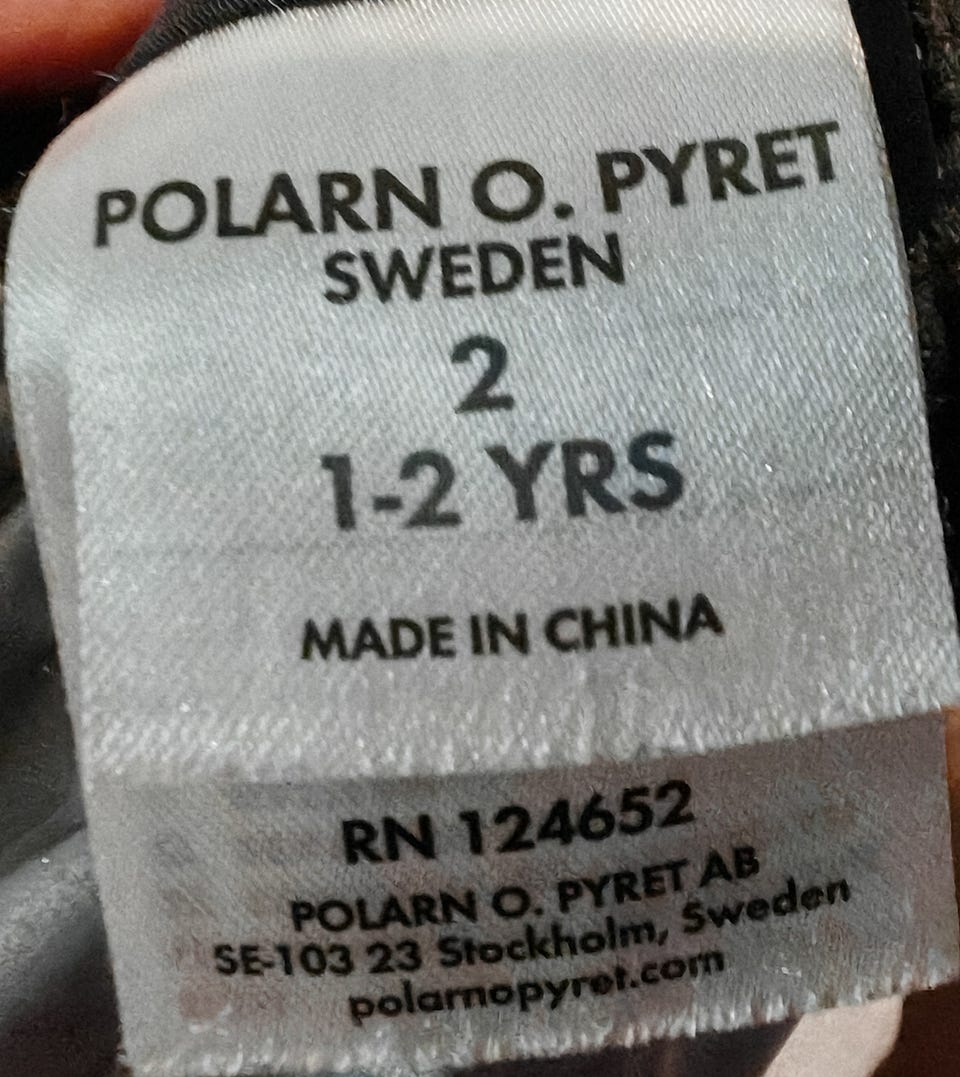 POLARN O. PYRET
SWEDEN
2
1-2 YRS
MADE IN CHINA
RN 124652
POLARN O. PYRET AB
SE-103 23 Stockholm, Sweden
polarnopyret.com